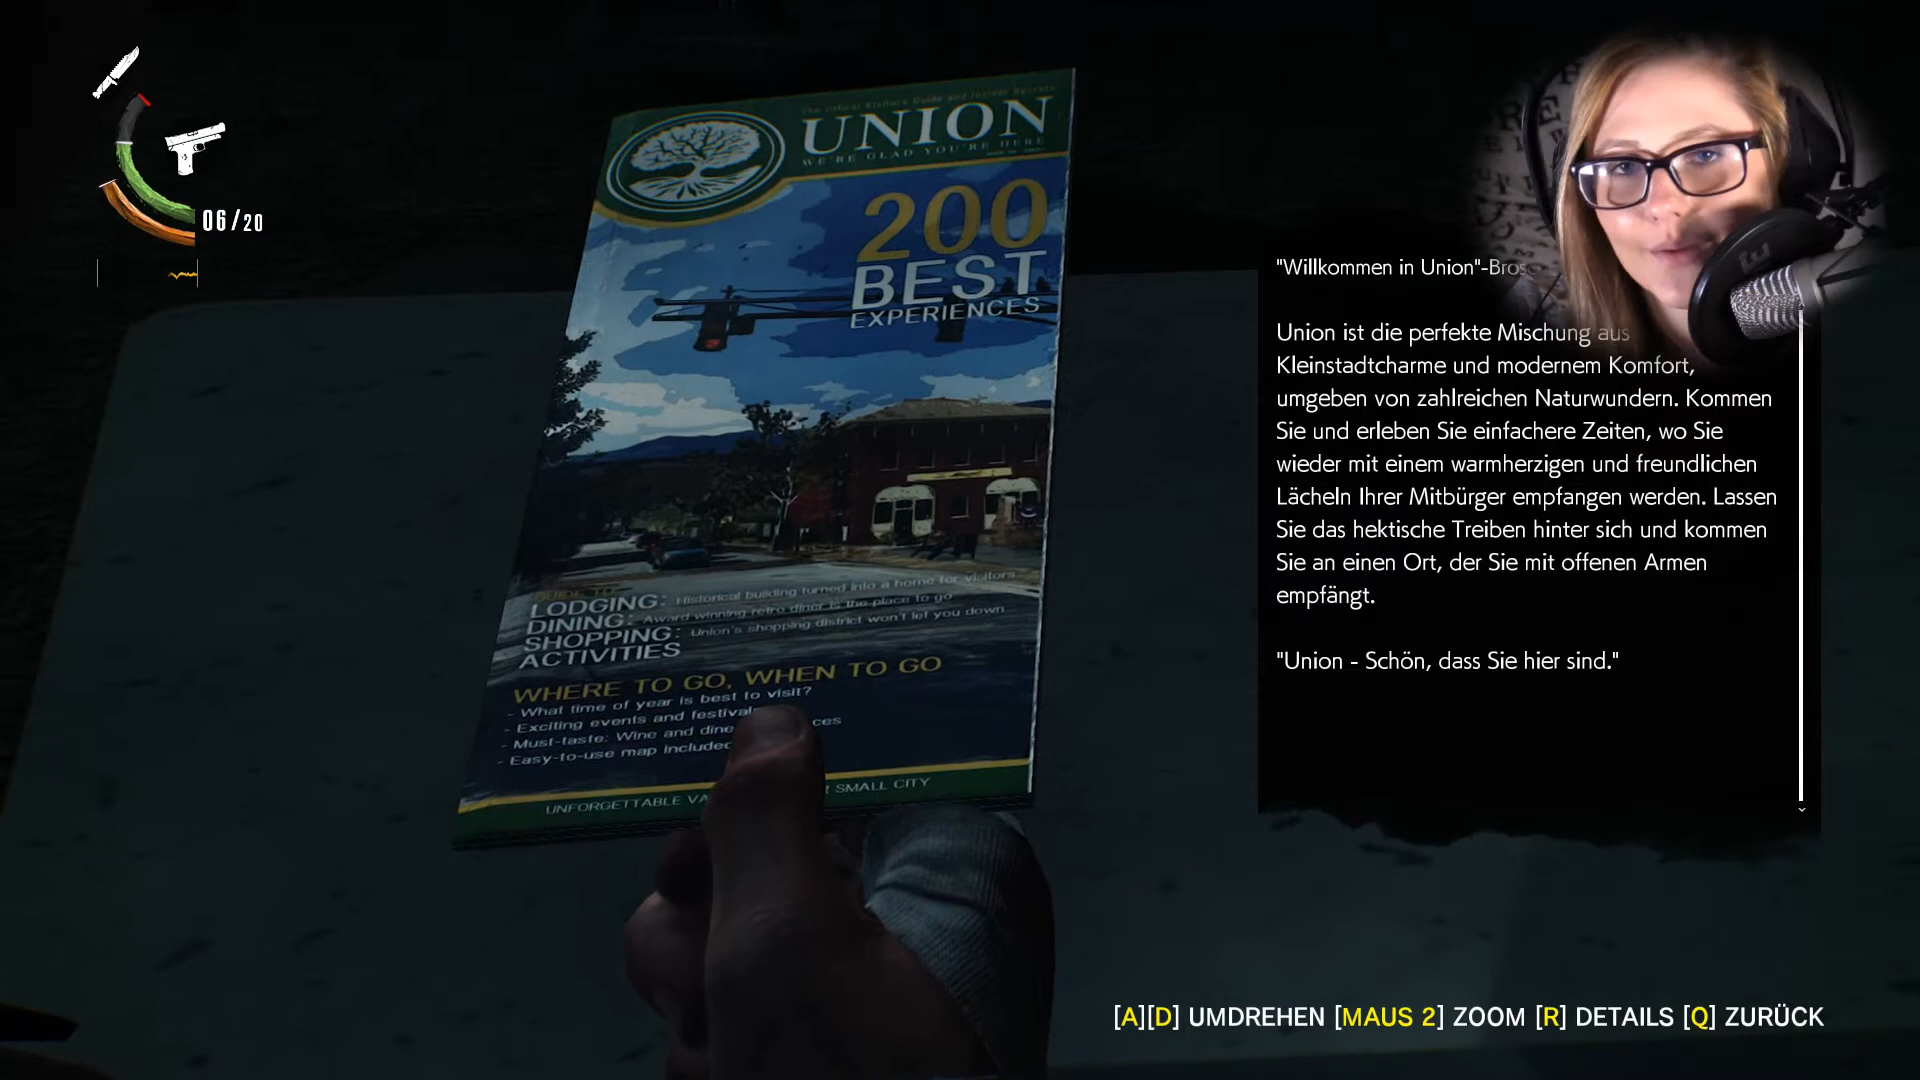 06/20
The Official Visitors Guide and Insider Secrets
UNION
WE'RE GLAD YOU'RE HERE
200
BEST
EXPERIENCES
LODGING: Historical building turned into a home for visitors
DINING: Award winning retro diner is the place to go
SHOPPING: Union's shopping district won't let you down
ACTIVITIES
WHERE TO GO, WHEN TO GO
- What time of year is best to visit?
- Exciting events and festivals
- Must-taste: Wine and dine
- Easy-to-use map included
UNFORGETTABLE
SMALL CITY
"Willkommen in Union"-Bros
Union ist die perfekte Mischung aus
Kleinstadtcharme und modernem Komfort,
umgeben von zahlreichen Naturwundern. Kommen
Sie und erleben Sie einfachere Zeiten, wo Sie
wieder mit einem warmherzigen und freundlichen
Lächeln Ihrer Mitbürger empfangen werden. Lassen
Sie das hektische Treiben hinter sich und kommen
Sie an einen Ort, der Sie mit offenen Armen
empfängt.
"Union - Schön, dass Sie hier sind."
[A][D] UMDREHEN [MAUS 2] ZOOM [R] DETAILS [Q] ZURÜCK